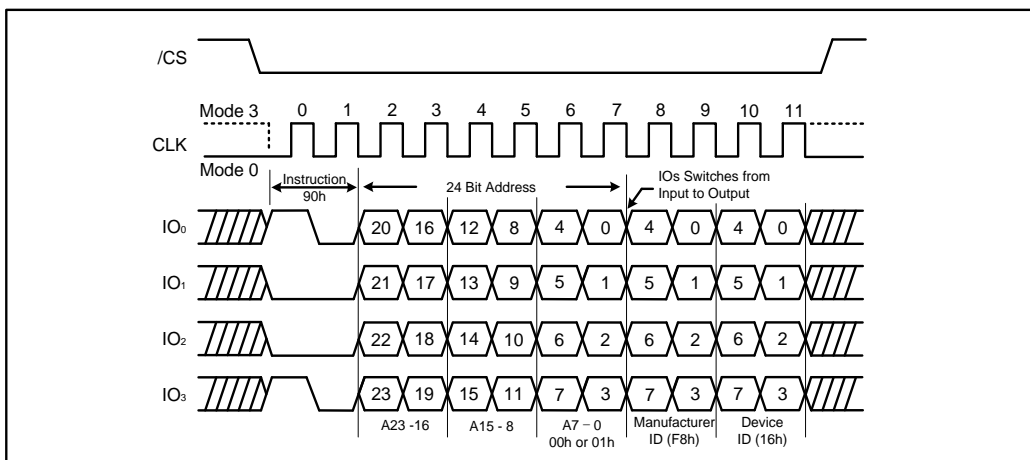 /CS
Mode 3 0 1 2 3 4 5 6 7 8 9 10 11
CLK
Mode 0
Instruction
90h
24 Bit Address
IOs Switches from
Input to Output
IO₀ 20 16 12 8 4 0 4 0 4 0
IO₁ 21 17 13 9 5 1 5 1 5 1
IO₂ 22 18 14 10 6 2 6 2 6 2
IO₃ 23 19 15 11 7 3 7 3 7 3
A23 -16 A15 - 8 A7 – 0 Manufacturer Device
00h or 01h ID (F8h) ID (16h)